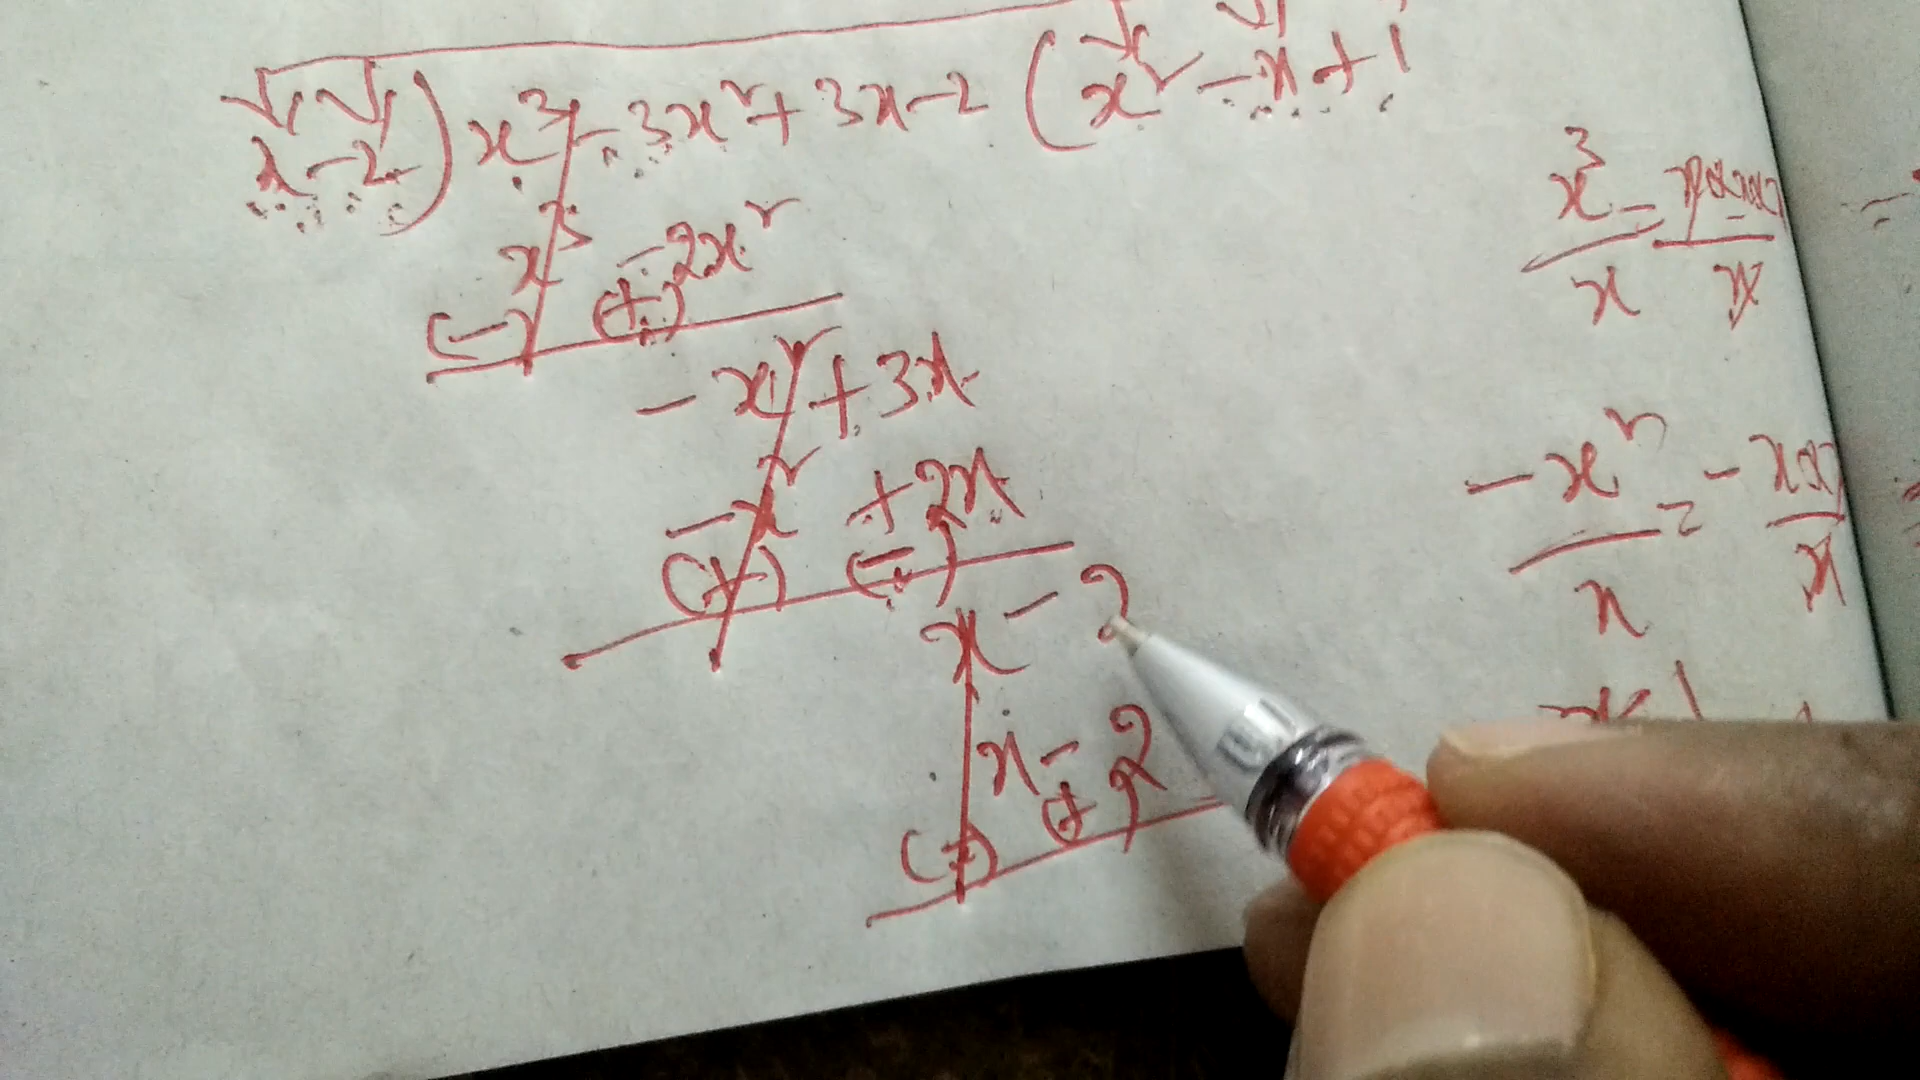 x-2) x³ - 3x² + 3x - 2 (x² - x + 1
x³ - 2x²
(-) (+)
- x² + 3x
- x² + 2x
(+) (-)
x - 2
x - 2
(-) (+)
x³/x =
- x²/x = -